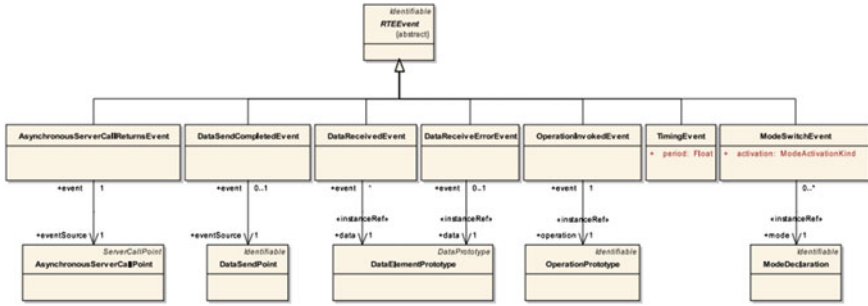 Identifiable
RTEEvent
{abstract}
AsynchronousServerCallReturnsEvent
DataSendCompletedEvent
DataReceivedEvent
DataReceiveErrorEvent
OperationInvokedEvent
TimingEvent
ModeSwitchEvent
+ period: Float
+ activation: ModeActivationKind
+event 1
+event 0..1
+event *
+event 0..1
+event 1
0..*
«instanceRef»
«instanceRef»
«instanceRef»
«instanceRef»
+eventSource 1
+eventSource 1
+data 1
+data 1
+operation 1
+mode 1
ServerCallPoint
AsynchronousServerCallPoint
Identifiable
DataSendPoint
DataPrototype
DataElementPrototype
Identifiable
OperationPrototype
Identifiable
ModeDeclaration